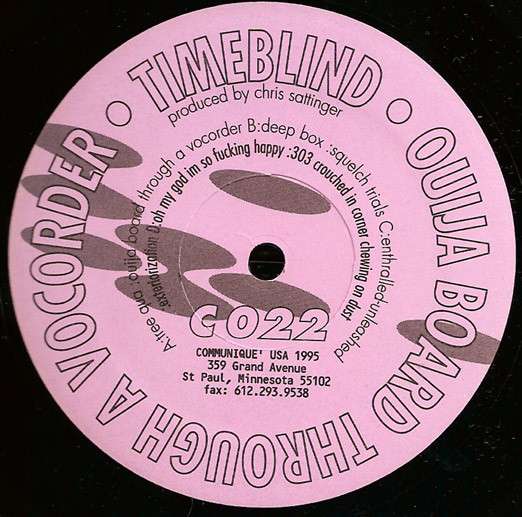 TIMEBLIND
OUIJA BOARD THROUGH A VOCORDER
produced by chris sattinger
:ouija board through a vocorder B:deep box :squelch trials C:enthralled-unleashed
:exteriorization D:oh my god im so fucking happy :303 crouched in corner chewing on dust
C022
COMMUNIQUE' USA 1995
359 Grand Avenue
St Paul, Minnesota 55102
fax: 612.293.9538